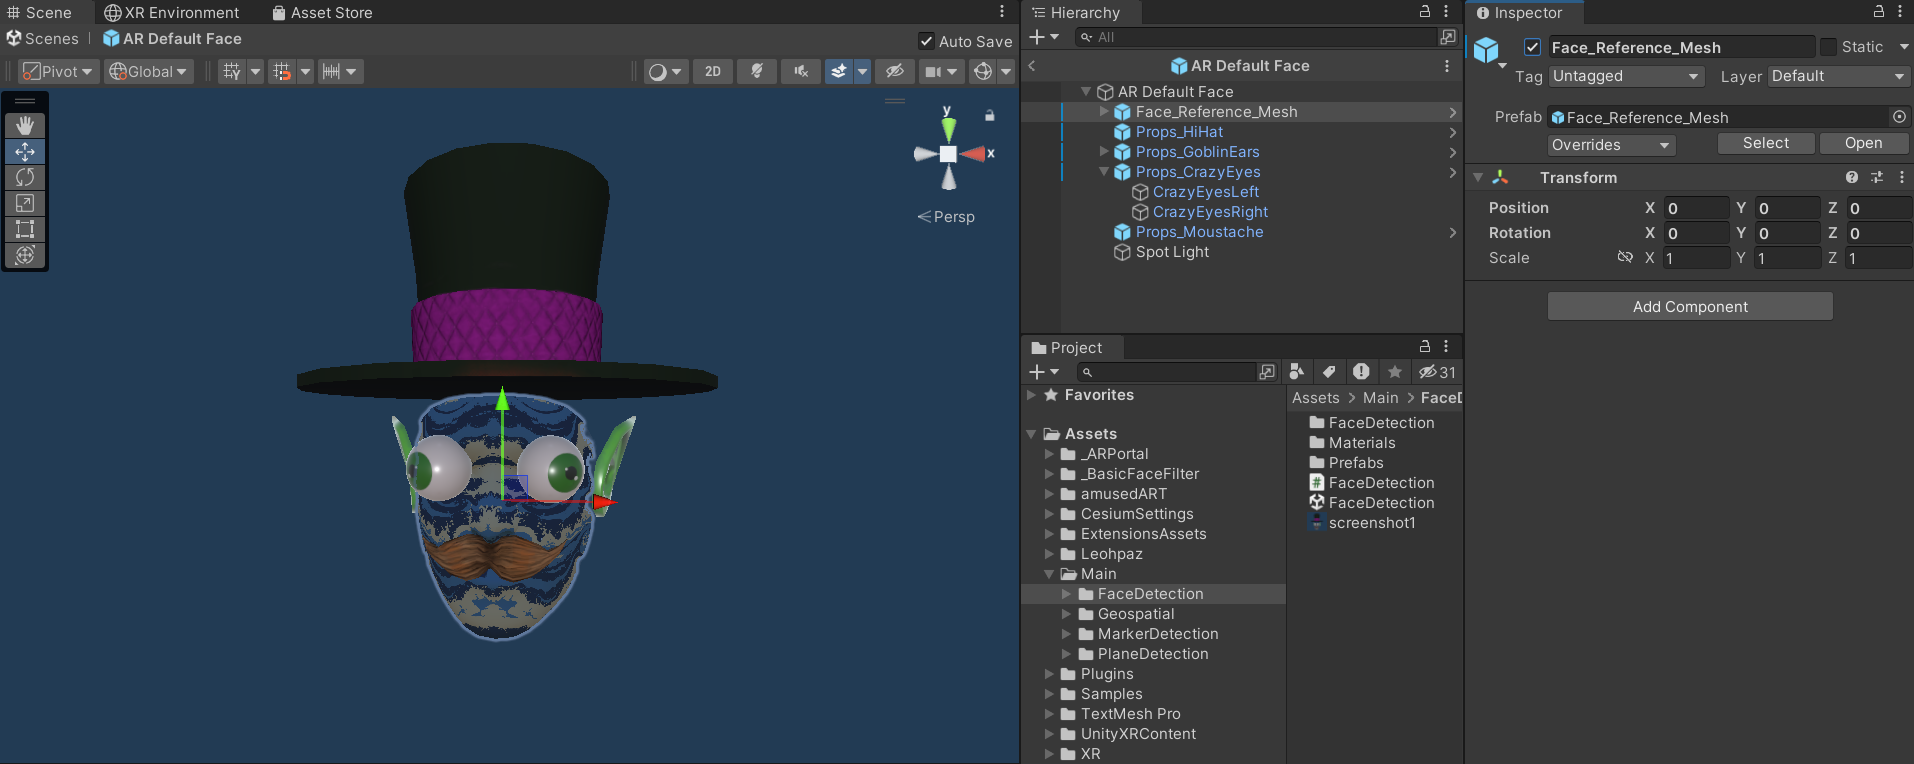 Scene
XR Environment
Asset Store
Scenes
AR Default Face
Auto Save
Pivot
Global
2D
y
x
Persp
Hierarchy
All
AR Default Face
AR Default Face
Face_Reference_Mesh
Props_HiHat
Props_GoblinEars
Props_CrazyEyes
CrazyEyesLeft
CrazyEyesRight
Props_Moustache
Spot Light
Project
31
Favorites
Assets
_ARPortal
_BasicFaceFilter
amusedART
CesiumSettings
ExtensionsAssets
Leohpaz
Main
FaceDetection
Geospatial
MarkerDetection
PlaneDetection
Plugins
Samples
TextMesh Pro
UnityXRContent
XR
Assets > Main > FaceD
FaceDetection
Materials
Prefabs
FaceDetection
FaceDetection
screenshot1
Inspector
Face_Reference_Mesh
Static
Tag Untagged Layer Default
Prefab Face_Reference_Mesh
Overrides Select Open
Transform
Position X 0 Y 0 Z 0
Rotation X 0 Y 0 Z 0
Scale X 1 Y 1 Z 1
Add Component